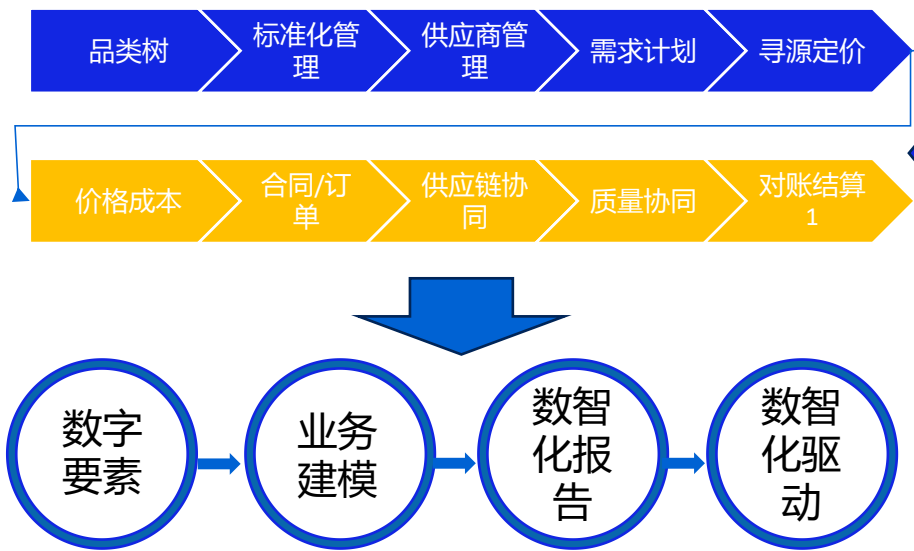 品类树
标准化管
理
供应商管
理
需求计划
寻源定价
价格成本
合同/订
单
供应链协
同
质量协同
对账结算
1
数字
要素
业务
建模
数智
化报
告
数智
化驱
动